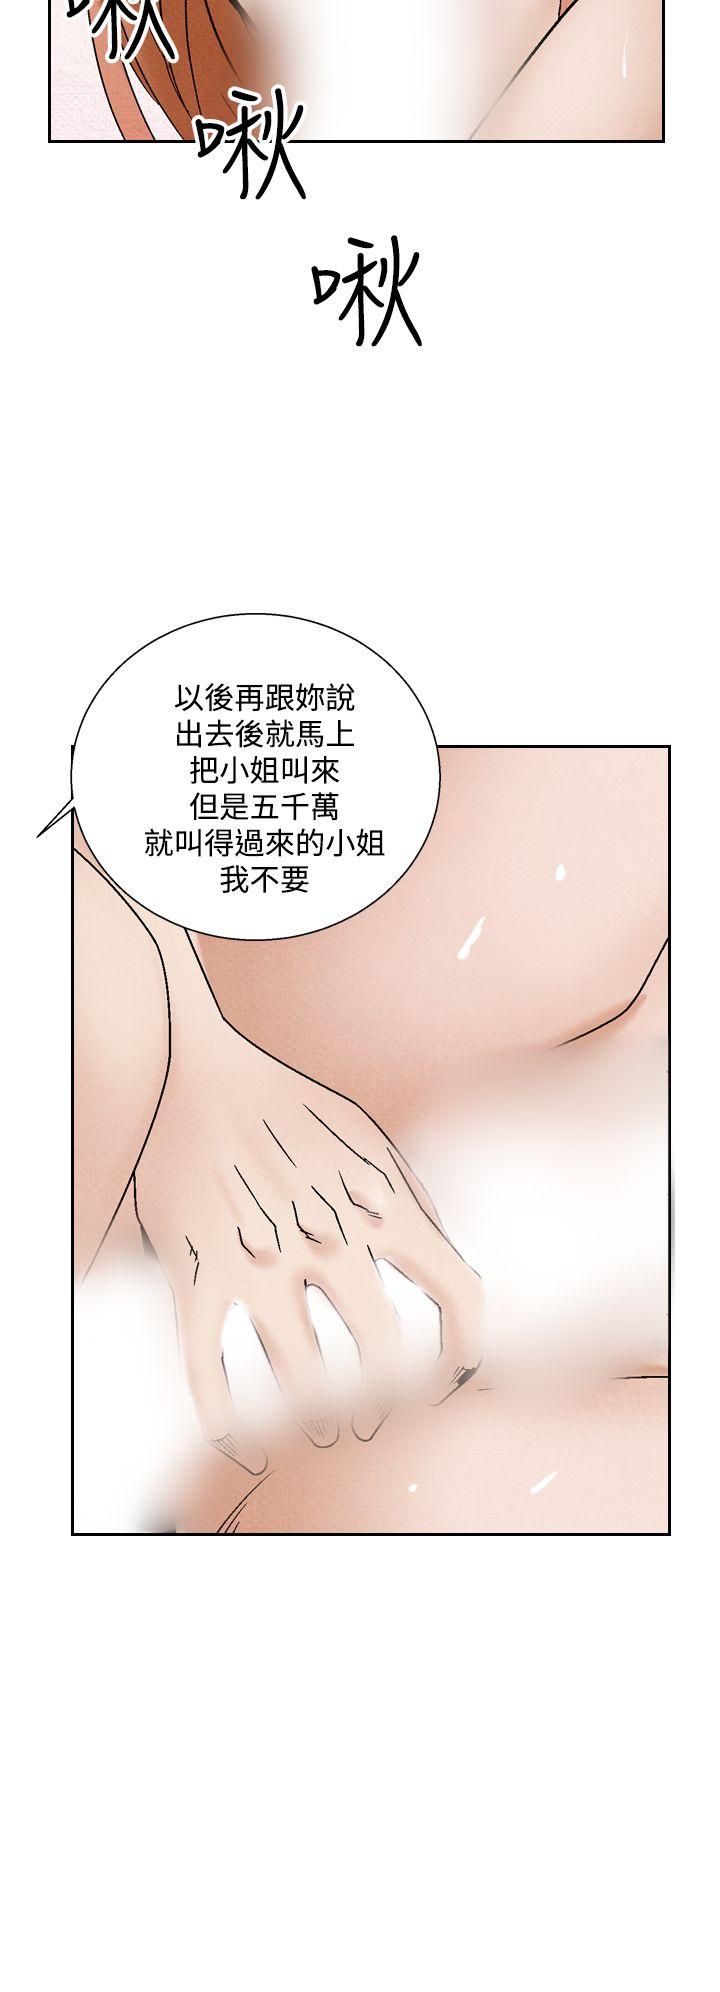 啾
啾
啾
以後再跟妳說
出去後就馬上
把小姐叫來
但是五千萬
就叫得過來的小姐
我不要